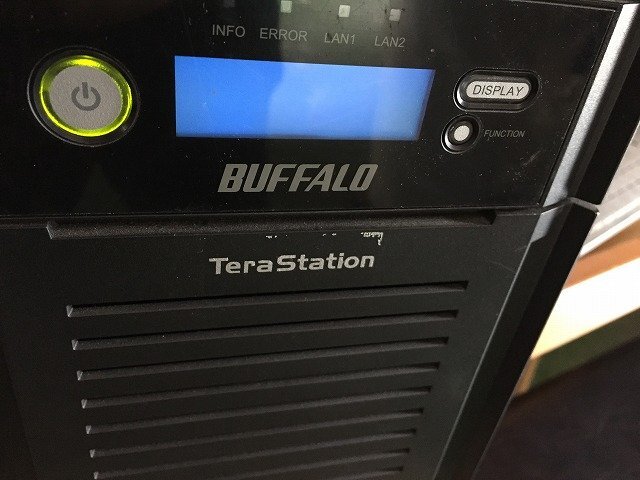 INFO ERROR LAN1 LAN2
DISPLAY
FUNCTION
BUFFALO
TeraStation